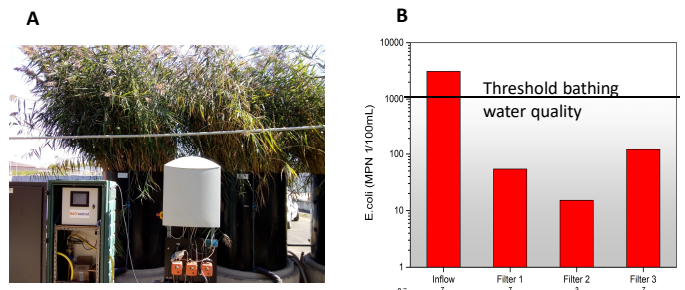 A
B
10000
1000
100
10
1
E.coli (MPN 1/100mL)
Threshold bathing
water quality
Inflow
Filter 1
Filter 2
Filter 3